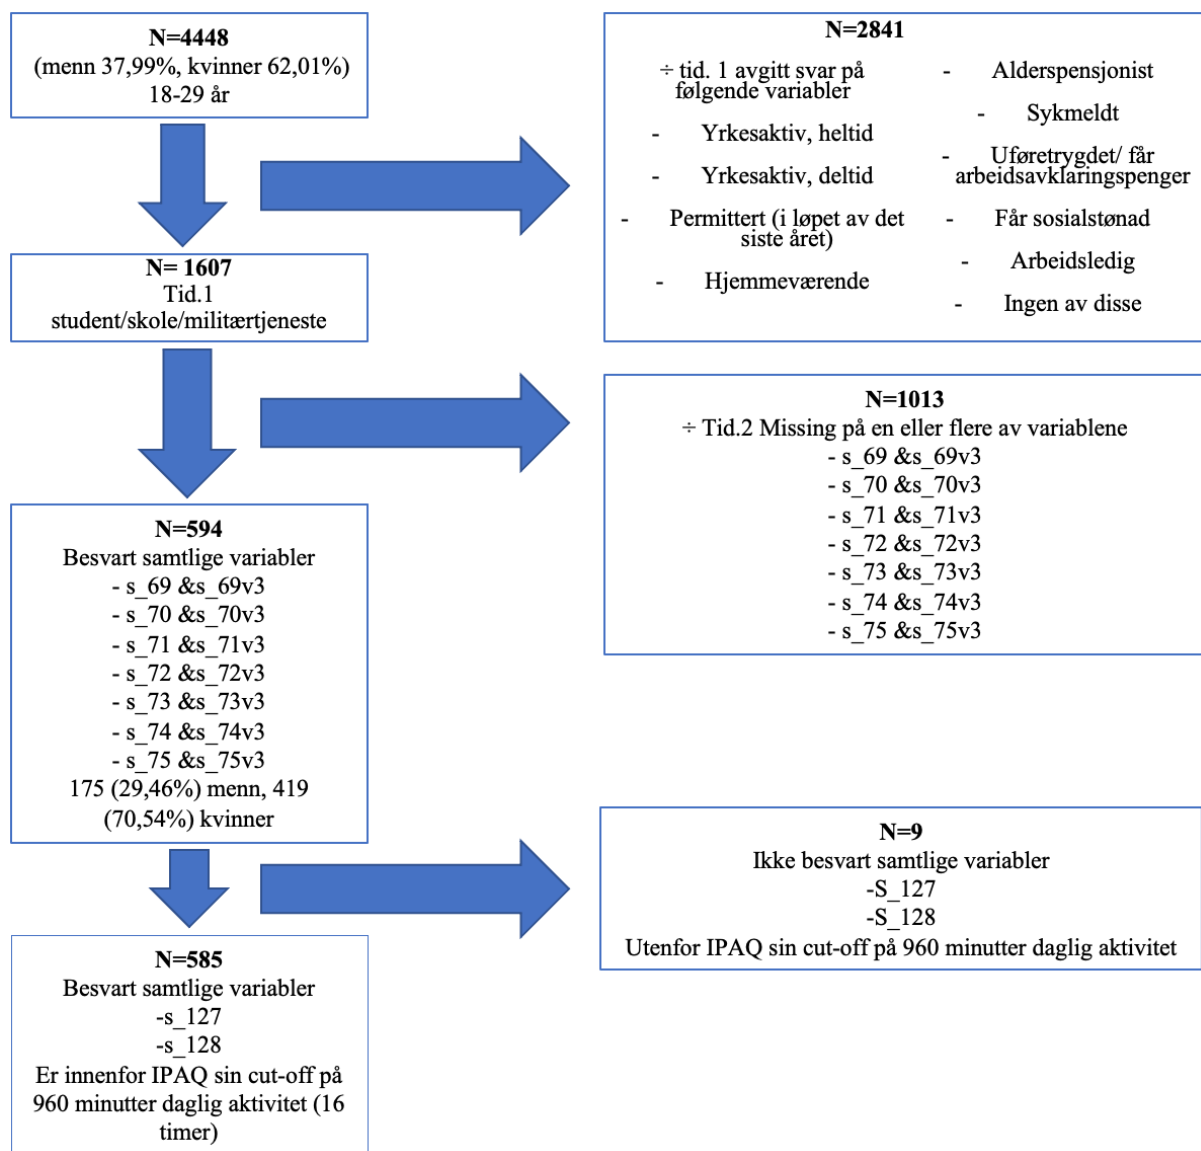 N=4448
(menn 37,99%, kvinner 62,01%)
18-29 år
N=2841
÷ tid. 1 avgitt svar på
følgende variabler
- Yrkesaktiv, heltid
- Yrkesaktiv, deltid
- Permittert (i løpet av det
siste året)
- Hjemmeværende
- Alderspensjonist
- Sykmeldt
- Uføretrygdet/ får
arbeidsavklaringspenger
- Får sosialstønad
- Arbeidsledig
- Ingen av disse
N= 1607
Tid.1
student/skole/militærtjeneste
N=1013
÷ Tid.2 Missing på en eller flere av variablene
- s_69 &s_69v3
- s_70 &s_70v3
- s_71 &s_71v3
- s_72 &s_72v3
- s_73 &s_73v3
- s_74 &s_74v3
- s_75 &s_75v3
N=594
Besvart samtlige variabler
- s_69 &s_69v3
- s_70 &s_70v3
- s_71 &s_71v3
- s_72 &s_72v3
- s_73 &s_73v3
- s_74 &s_74v3
- s_75 &s_75v3
175 (29,46%) menn, 419
(70,54%) kvinner
N=9
Ikke besvart samtlige variabler
-S_127
-S_128
Utenfor IPAQ sin cut-off på 960 minutter daglig aktivitet
N=585
Besvart samtlige variabler
-s_127
-s_128
Er innenfor IPAQ sin cut-off på
960 minutter daglig aktivitet (16
timer)